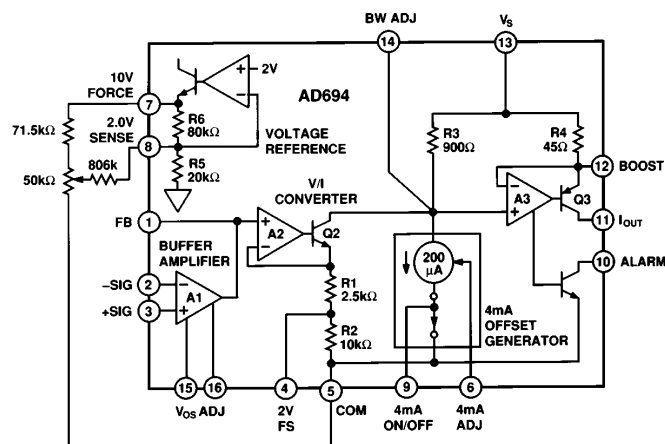 BW ADJ
V_S
14
13
10V
FORCE
7
2V
AD694
71.5kΩ
2.0V
SENSE
8
R6
80kΩ
VOLTAGE
REFERENCE
R3
900Ω
R4
45Ω
806k
50kΩ
R5
20kΩ
12
BOOST
V/I
CONVERTER
FB
1
A2
Q2
A3
Q3
11
I_OUT
BUFFER
AMPLIFIER
200
μA
10
ALARM
–SIG
2
A1
+SIG
3
R1
2.5kΩ
4mA
OFFSET
GENERATOR
R2
10kΩ
15
16
4
5
9
6
V_OS ADJ
2V
FS
COM
4mA
ON/OFF
4mA
ADJ